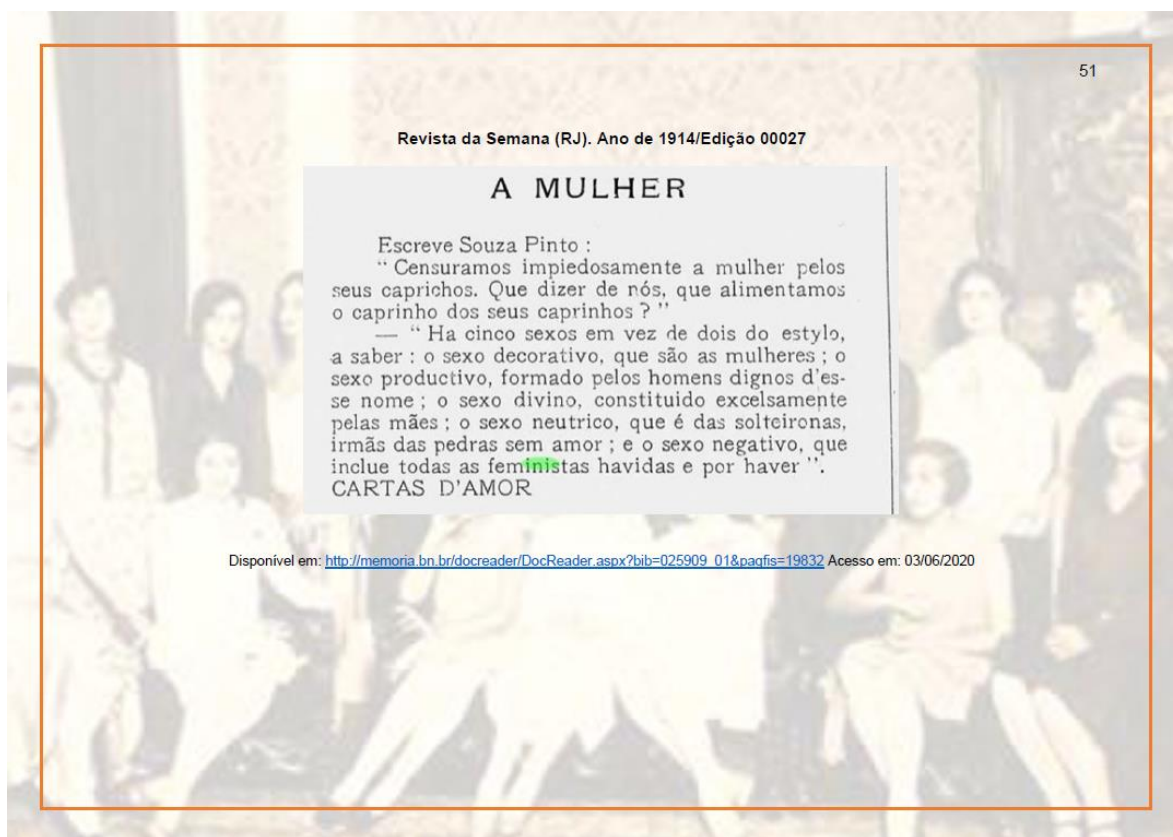 51
Revista da Semana (RJ). Ano de 1914/Edição 00027
A MULHER
Escreve Souza Pinto :
“ Censuramos impiedosamente a mulher pelos
seus caprichos. Que dizer de nós, que alimentamos
o caprinho dos seus caprinhos ? ”
— “ Ha cinco sexos em vez de dois do estylo,
a saber : o sexo decorativo, que são as mulheres ; o
sexo productivo, formado pelos homens dignos d’es-
se nome ; o sexo divino, constituido excelsamente
pelas mães ; o sexo neutrico, que é das solteironas,
irmãs das pedras sem amor ; e o sexo negativo, que
inclue todas as feministas havidas e por haver ”.
CARTAS D’AMOR
Disponível em: http://memoria.bn.br/docreader/DocReader.aspx?bib=025909_01&pagfis=19832 Acesso em: 03/06/2020